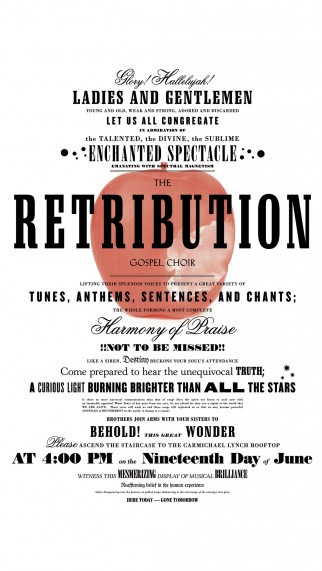 Glory! Hallelujah!
LADIES AND GENTLEMEN
YOUNG AND OLD, WEAK AND STRONG, ADORED AND DISCARDED
LET US ALL CONGREGATE
IN ADMIRATION OF
the TALENTED, the DIVINE, the SUBLIME
ENCHANTED SPECTACLE
EMANATING WITH SPECTRAL MAGNETISM
THE
RETRIBUTION
GOSPEL CHOIR
LIFTING THEIR SPLENDID VOICES TO PRESENT A GREAT VARIETY OF
TUNES, ANTHEMS, SENTENCES, AND CHANTS;
THE WHOLE FORMING A MOST COMPLETE
Harmony of Praise
!!NOT TO BE MISSED!!
LIKE A SIREN, Destiny BECKONS YOUR SOUL'S ATTENDANCE
Come prepared to hear the unequivocal TRUTH;
A CURIOUS LIGHT BURNING BRIGHTER THAN ALL THE STARS
BROTHERS JOIN ARMS WITH YOUR SISTERS TO
BEHOLD! THIS GREAT WONDER
Please ASCEND THE STAIRCASE TO THE CARMICHAEL LYNCH ROOFTOP
AT 4:00 PM on the Nineteenth Day of June
WITNESS THIS MESMERIZING DISPLAY OF MUSICAL BRILLIANCE
Reaffirming belief in the human experience
HERE TODAY — GONE TOMORROW